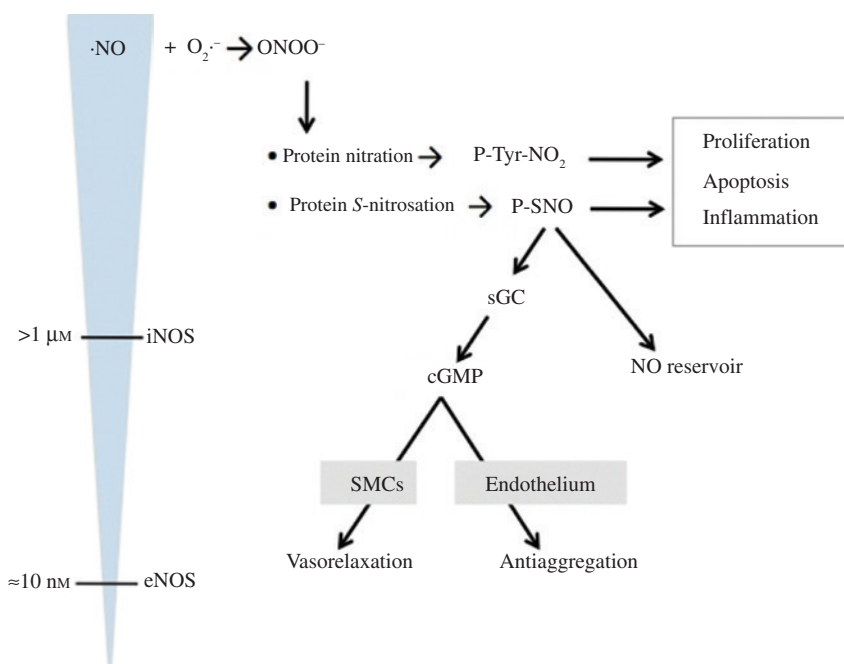 ·NO + O₂·⁻ → ONOO⁻
• Protein nitration → P-Tyr-NO₂
• Protein S-nitrosation → P-SNO
Proliferation
Apoptosis
Inflammation
sGC
>1 μM iNOS
cGMP
NO reservoir
SMCs
Endothelium
Vasorelaxation
Antiaggregation
≈10 nM eNOS